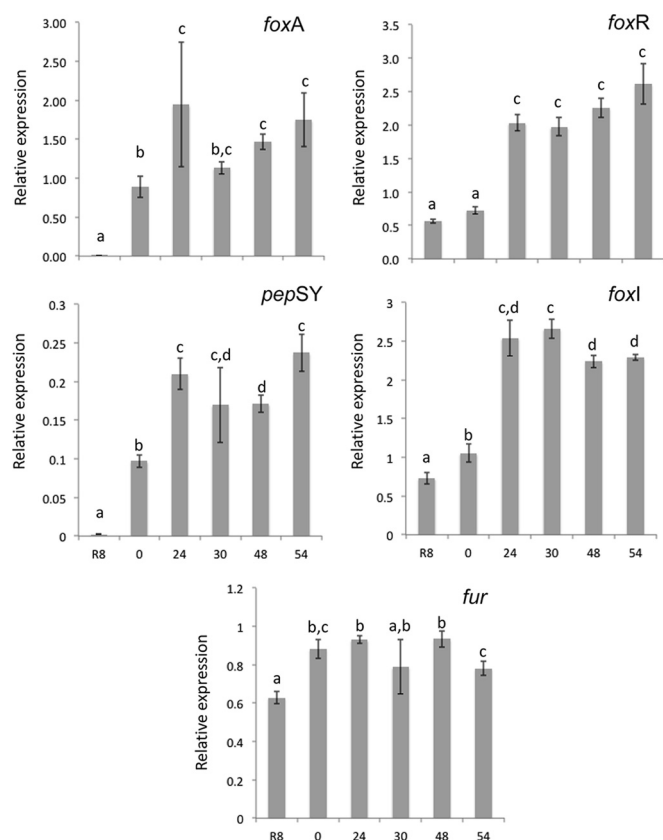 foxA
Relative expression
3.00
2.50
2.00
1.50
1.00
0.50
0.00
a
b
c
b,c
c
c
foxR
Relative expression
3.5
3.0
2.5
2.0
1.5
1.0
0.5
0.0
a
a
c
c
c
c
pepSY
Relative expression
0.3
0.25
0.2
0.15
0.1
0.05
0
a
b
c
c,d
d
c
R8 0 24 30 48 54
foxI
Relative expression
3
2.5
2
1.5
1
0.5
0
a
b
c,d
c
d
d
R8 0 24 30 48 54
fur
Relative expression
1.2
1
0.8
0.6
0.4
0.2
0
a
b,c
b
a,b
b
c
R8 0 24 30 48 54